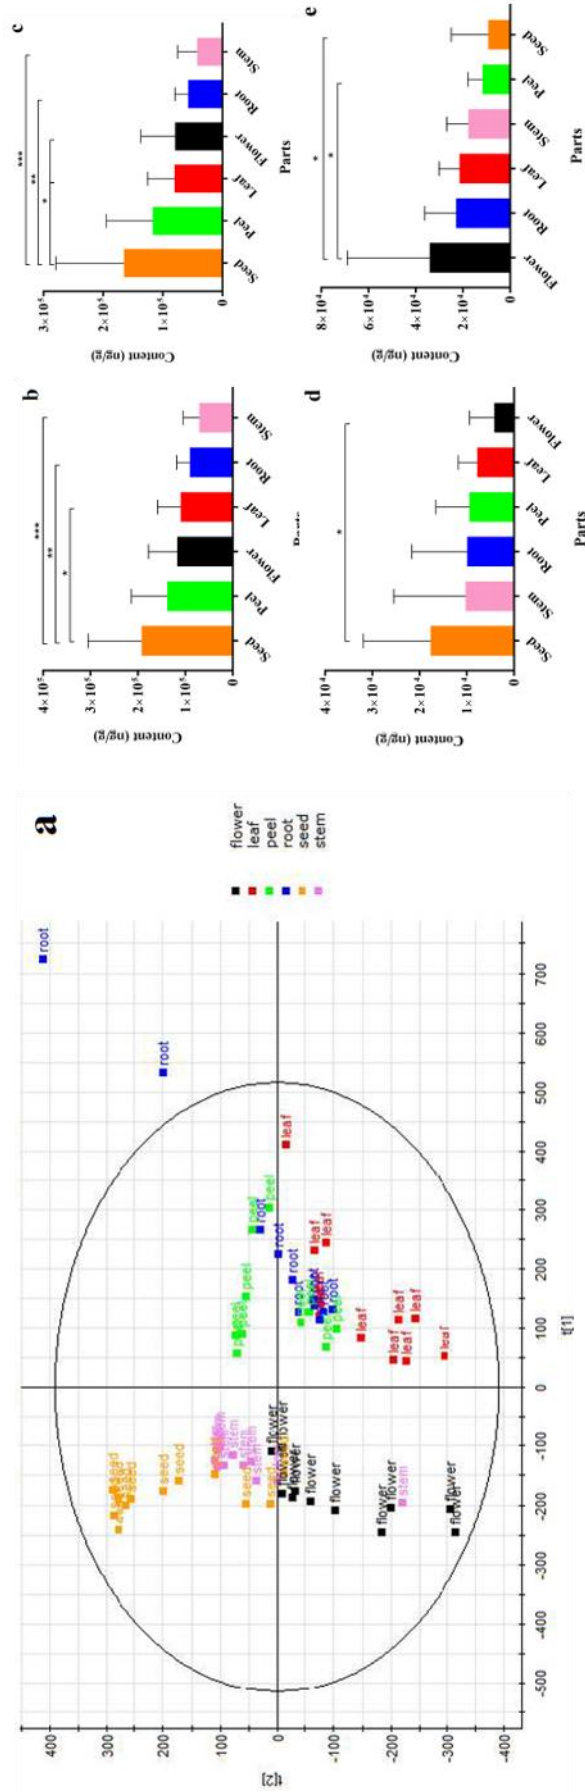 a
t[2]
400
300
200
100
0
-100
-200
-300
-400
-500
-400
-300
-200
-100
0
100
200
300
400
500
600
700
t[1]
flower
leaf
peel
root
seed
stem
root
root
leaf
peel
peel
root
root
peel
root
leaf
leaf
root
root
peel
peel
leaf
leaf
leaf
leaf
leaf
leaf
seed
seed
seed
seed
seed
seed
stem
stem
stem
flower
flower
flower
flower
flower
flower
flower
stem
flower
flower
b
Content (ng/g)
4×10⁵
3×10⁵
2×10⁵
1×10⁵
0
***
**
*
Seed
Peel
Flower
Leaf
Root
Stem
c
Content (ng/g)
3×10⁵
2×10⁵
1×10⁵
0
***
**
*
Seed
Peel
Leaf
Flower
Root
Stem
Parts
d
Content (ng/g)
4×10⁴
3×10⁴
2×10⁴
1×10⁴
0
*
Seed
Stem
Root
Peel
Leaf
Flower
Parts
e
Content (ng/g)
8×10⁴
6×10⁴
4×10⁴
2×10⁴
0
*
*
Flower
Root
Leaf
Stem
Peel
Seed
Parts